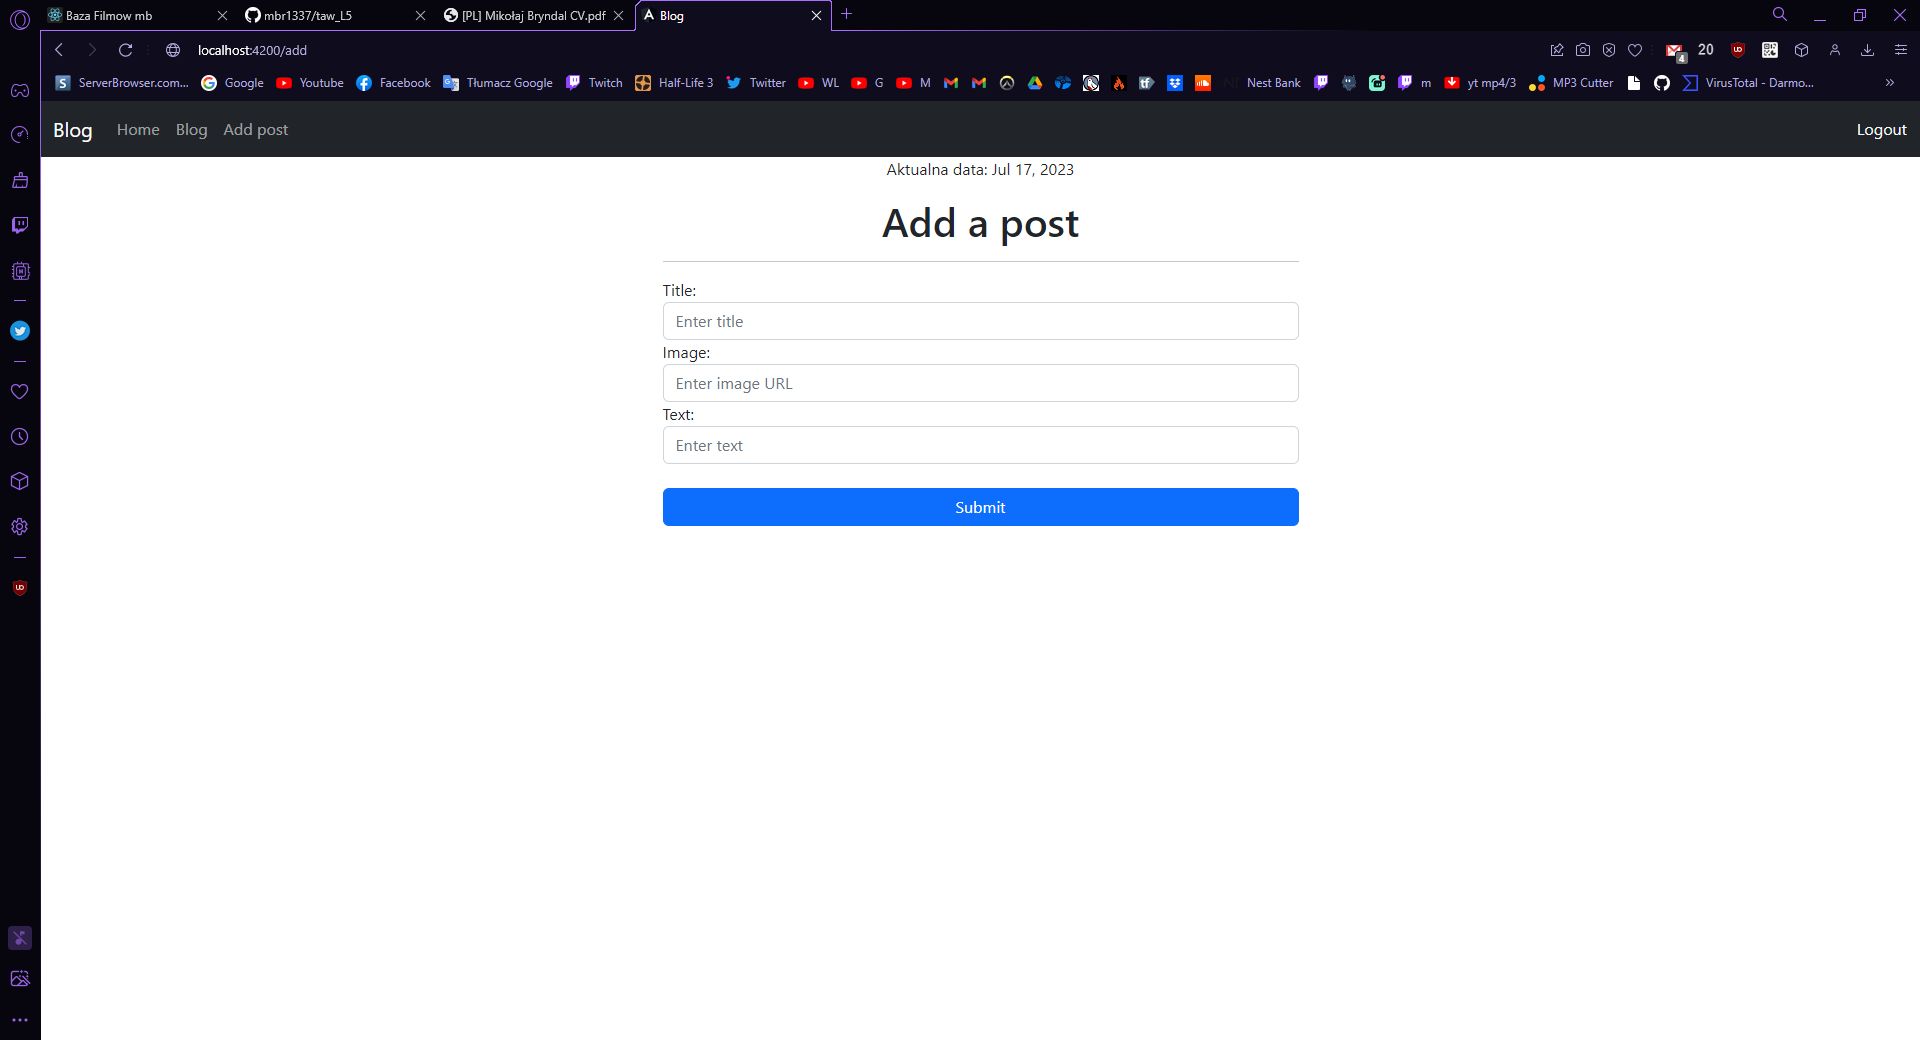 Baza Filmow mb
mbr1337/taw_L5
[PL] Mikołaj Bryndal CV.pdf
Blog
localhost:4200/add
4
20
ServerBrowser.com...
Google
Youtube
Facebook
Tłumacz Google
Twitch
Half-Life 3
Twitter
WL
G
M
Nest Bank
m
yt mp4/3
MP3 Cutter
VirusTotal - Darmo...
Blog
Home
Blog
Add post
Logout
Aktualna data: Jul 17, 2023
Add a post
Title:
Enter title
Image:
Enter image URL
Text:
Enter text
Submit